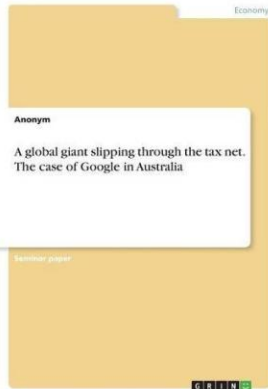 Economy
Anonym
A global giant slipping through the tax net.
The case of Google in Australia
Seminar paper
GRIN